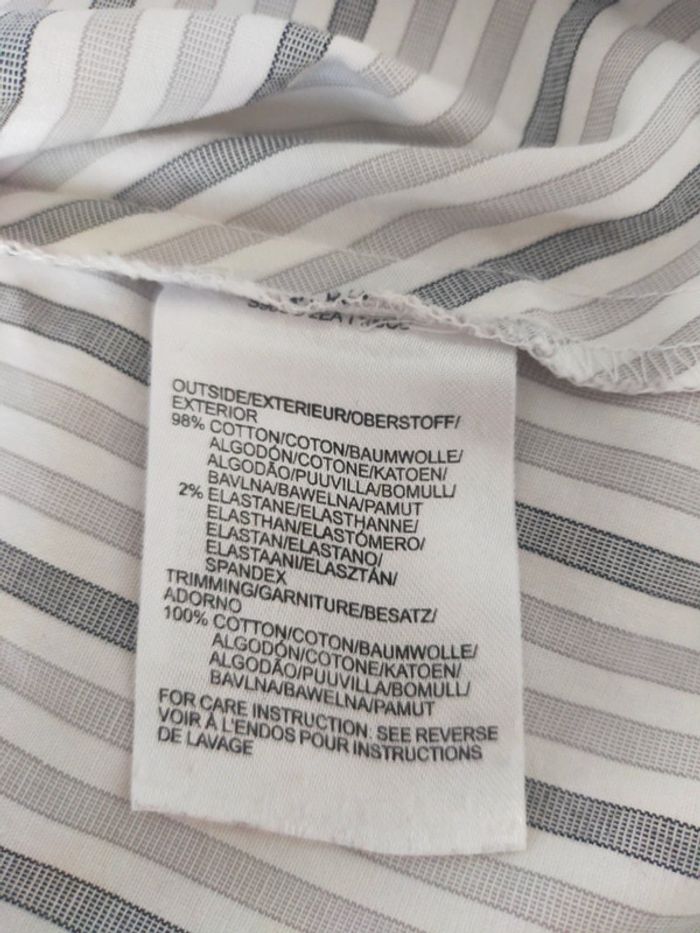 OUTSIDE/EXTERIEUR/OBERSTOFF/
EXTERIOR
98% COTTON/COTON/BAUMWOLLE/
ALGODÓN/COTONE/KATOEN/
ALGODÃO/PUUVILLA/BOMULL/
BAVLNA/BAWELNA/PAMUT
2% ELASTANE/ELASTHANNE/
ELASTHAN/ELASTÓMERO/
ELASTAN/ELASTANO/
ELASTAANI/ELASZTÁN/
SPANDEX
TRIMMING/GARNITURE/BESATZ/
ADORNO
100% COTTON/COTON/BAUMWOLLE/
ALGODÓN/COTONE/KATOEN/
ALGODÃO/PUUVILLA/BOMULL/
BAVLNA/BAWELNA/PAMUT
FOR CARE INSTRUCTION: SEE REVERSE
VOIR À L'ENDOS POUR INSTRUCTIONS
DE LAVAGE